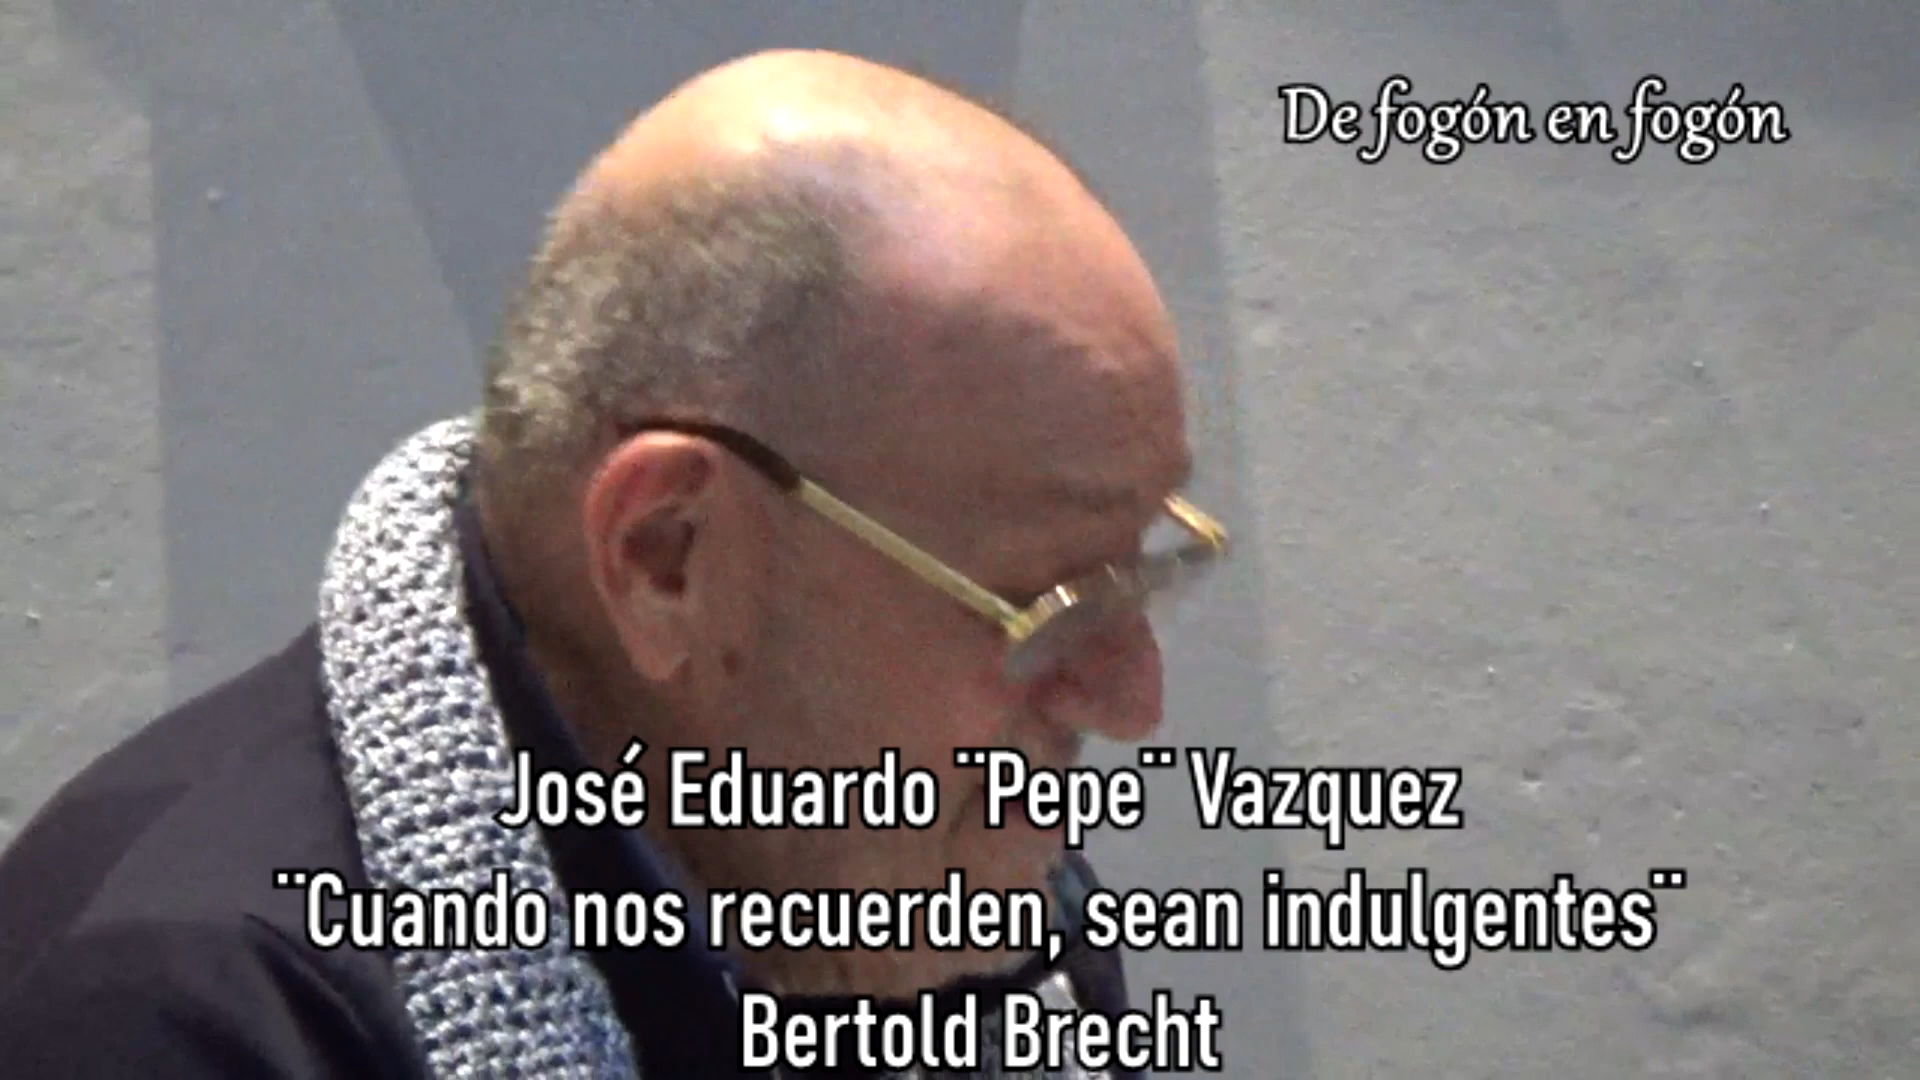 De fogón en fogón
José Eduardo ¨Pepe¨ Vazquez
¨Cuando nos recuerden, sean indulgentes¨
Bertold Brecht